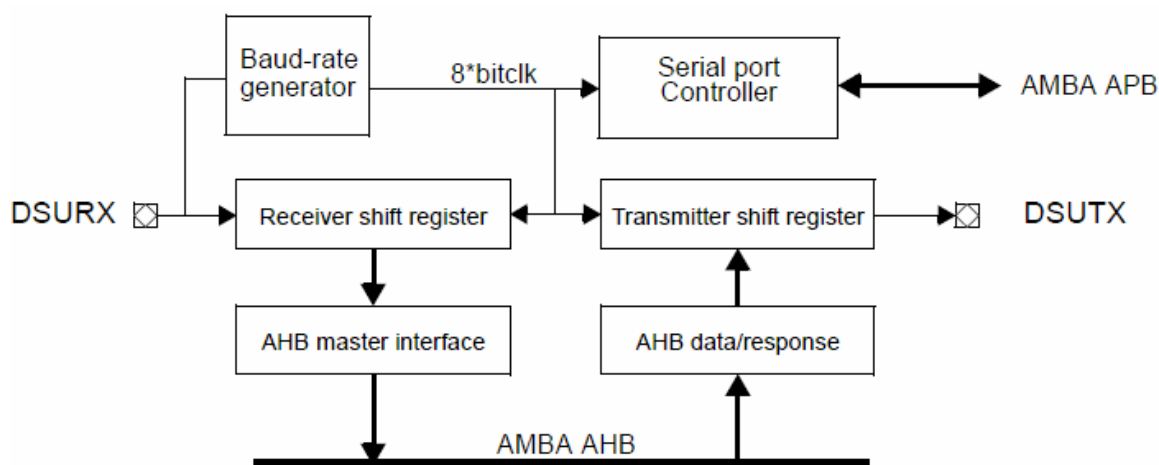 Baud-rate
generator
8*bitclk
Serial port
Controller
AMBA APB
DSURX
Receiver shift register
Transmitter shift register
DSUTX
AHB master interface
AHB data/response
AMBA AHB